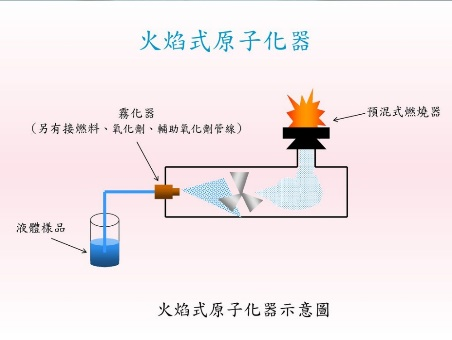 火焰式原子化器
霧化器
（另有接燃料、氧化劑、輔助氧化劑管線）
預混式燃燒器
液體樣品
火焰式原子化器示意圖